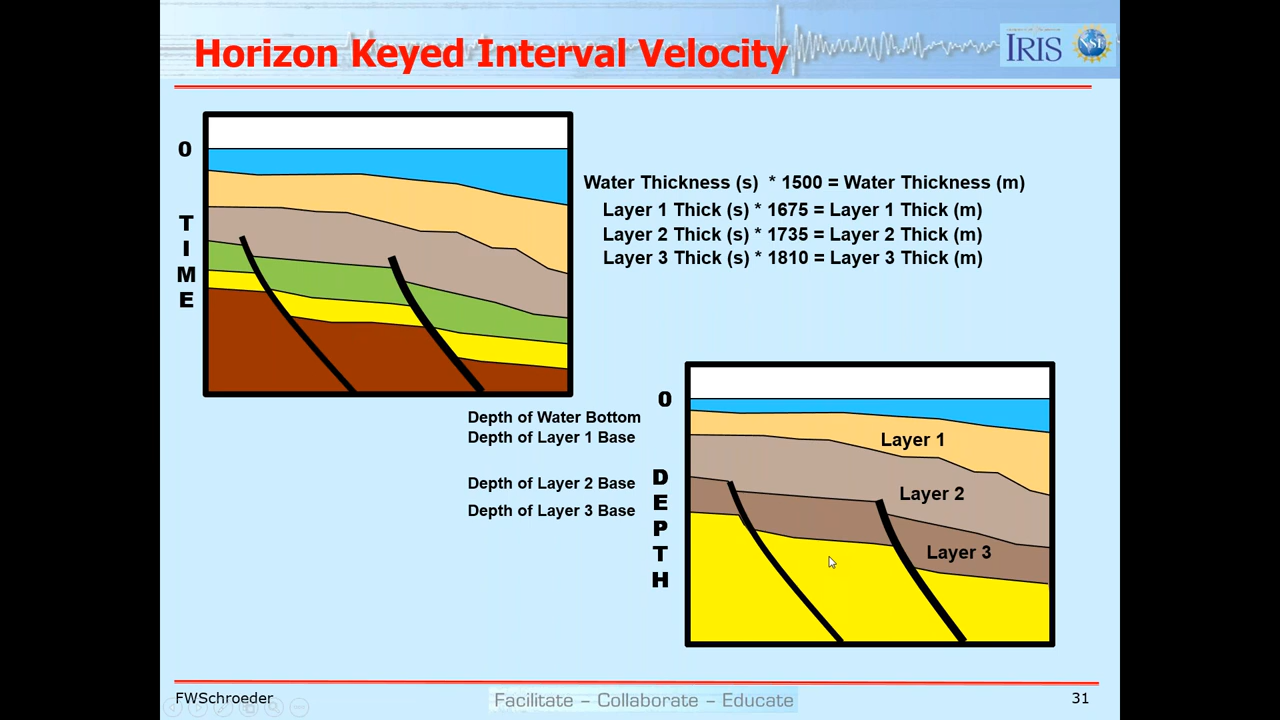 Horizon Keyed Interval Velocity
IRIS
NSF
0
TIME
Water Thickness (s) * 1500 = Water Thickness (m)
Layer 1 Thick (s) * 1675 = Layer 1 Thick (m)
Layer 2 Thick (s) * 1735 = Layer 2 Thick (m)
Layer 3 Thick (s) * 1810 = Layer 3 Thick (m)
0
DEPTH
Depth of Water Bottom
Depth of Layer 1 Base
Depth of Layer 2 Base
Depth of Layer 3 Base
Layer 1
Layer 2
Layer 3
FWSchroeder
Facilitate – Collaborate – Educate
31